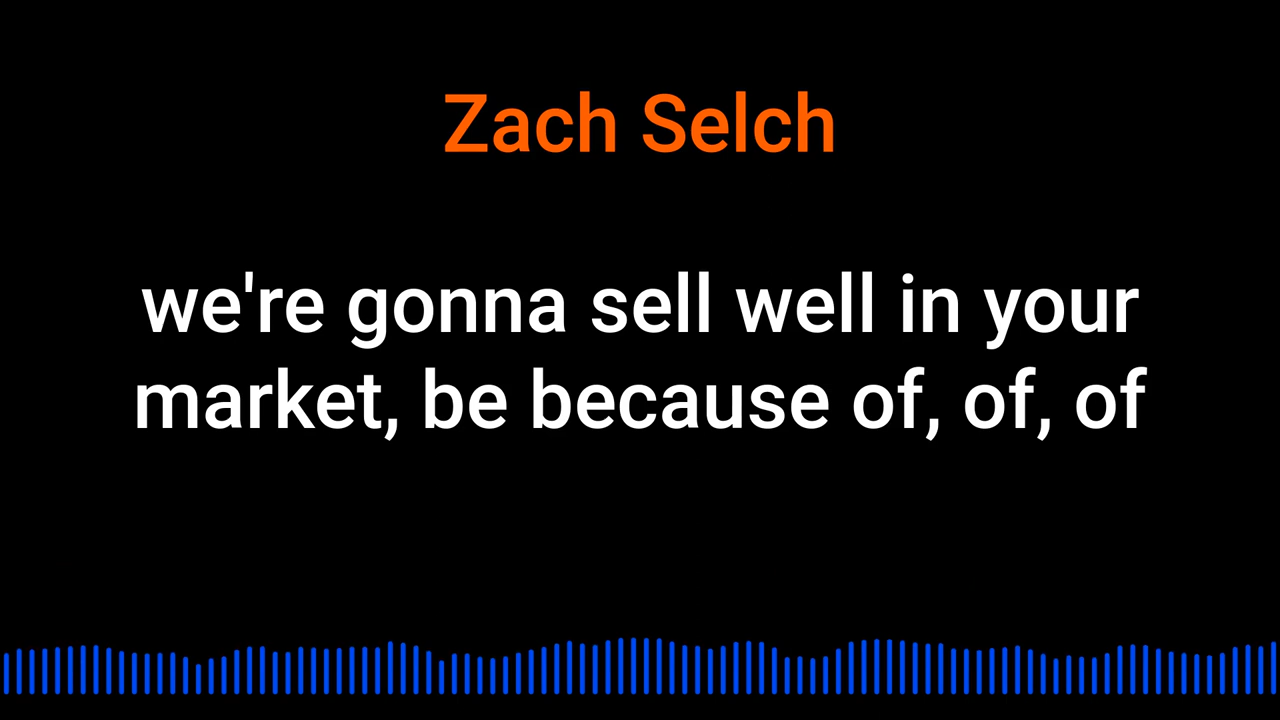 Zach Selch
we're gonna sell well in your
market, be because of, of, of